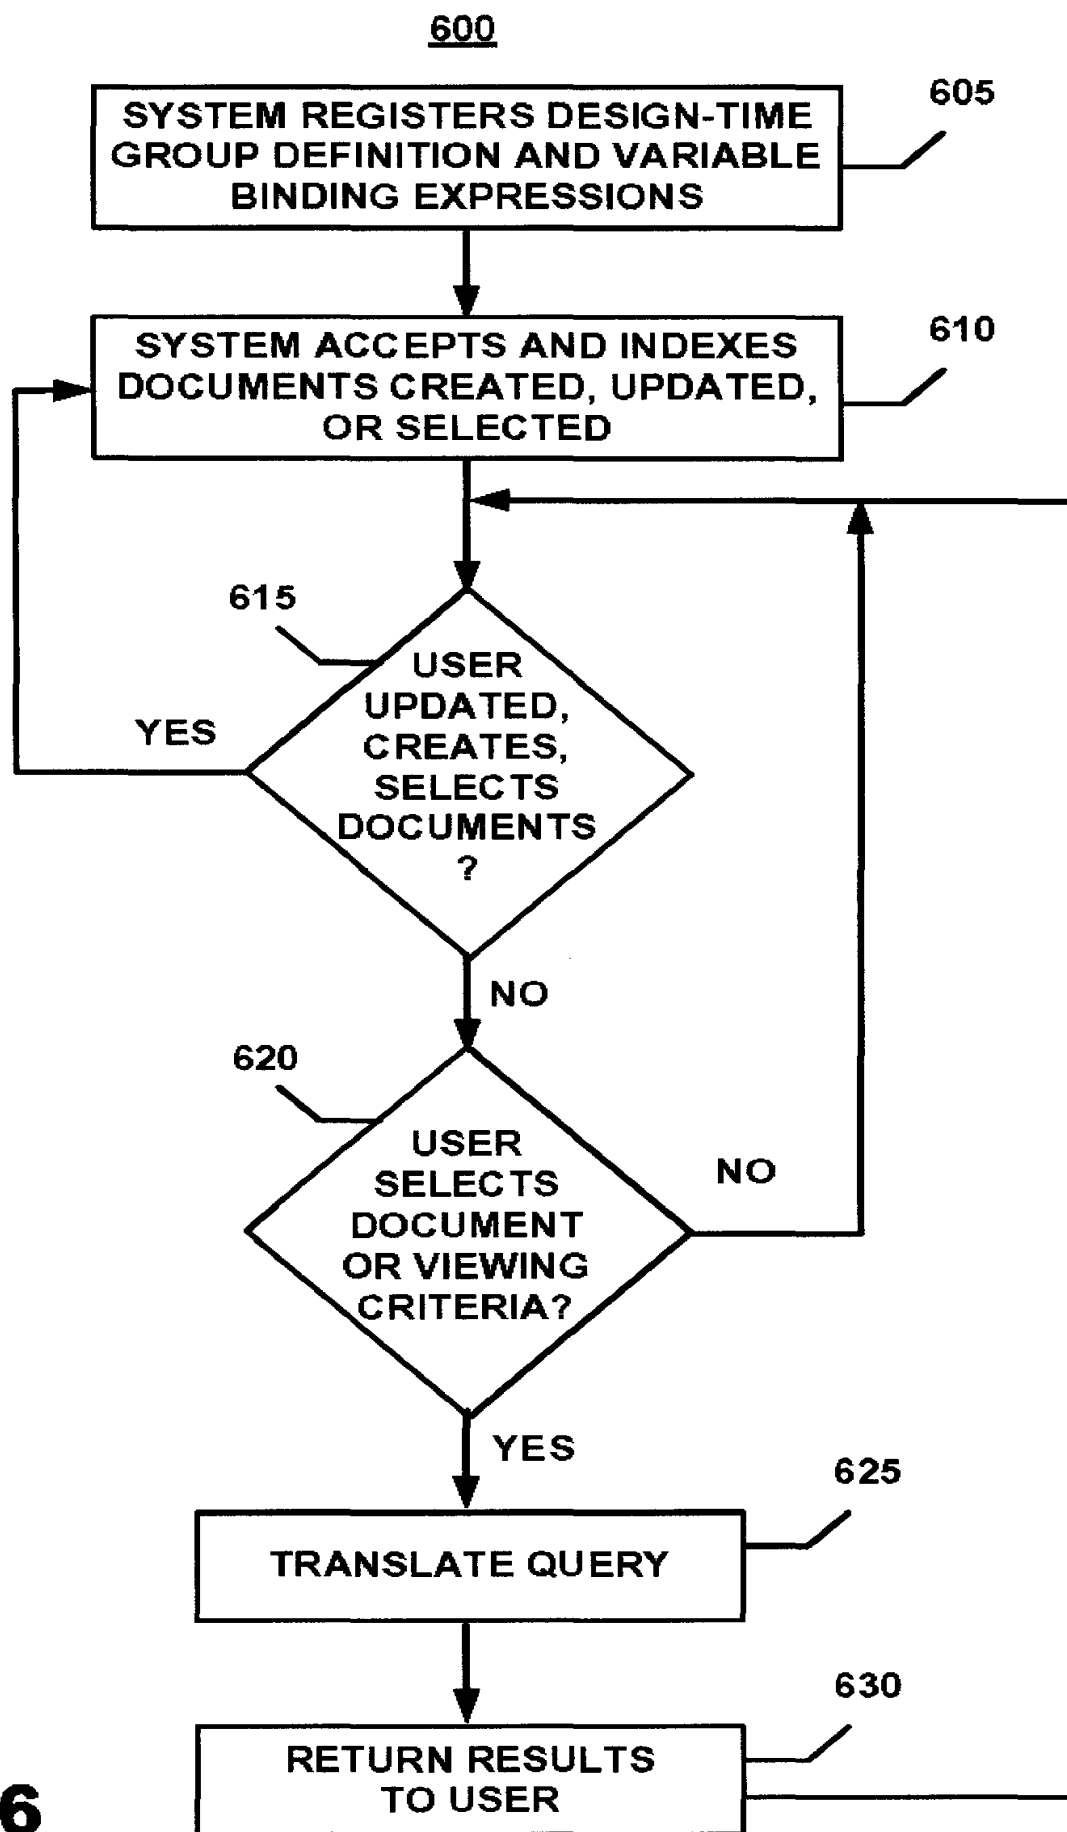 600
605
SYSTEM REGISTERS DESIGN-TIME
GROUP DEFINITION AND VARIABLE
BINDING EXPRESSIONS
610
SYSTEM ACCEPTS AND INDEXES
DOCUMENTS CREATED, UPDATED,
OR SELECTED
615
USER
UPDATED,
CREATES,
SELECTS
DOCUMENTS
?
YES
NO
620
USER
SELECTS
DOCUMENT
OR VIEWING
CRITERIA?
NO
YES
625
TRANSLATE QUERY
630
RETURN RESULTS
TO USER
6